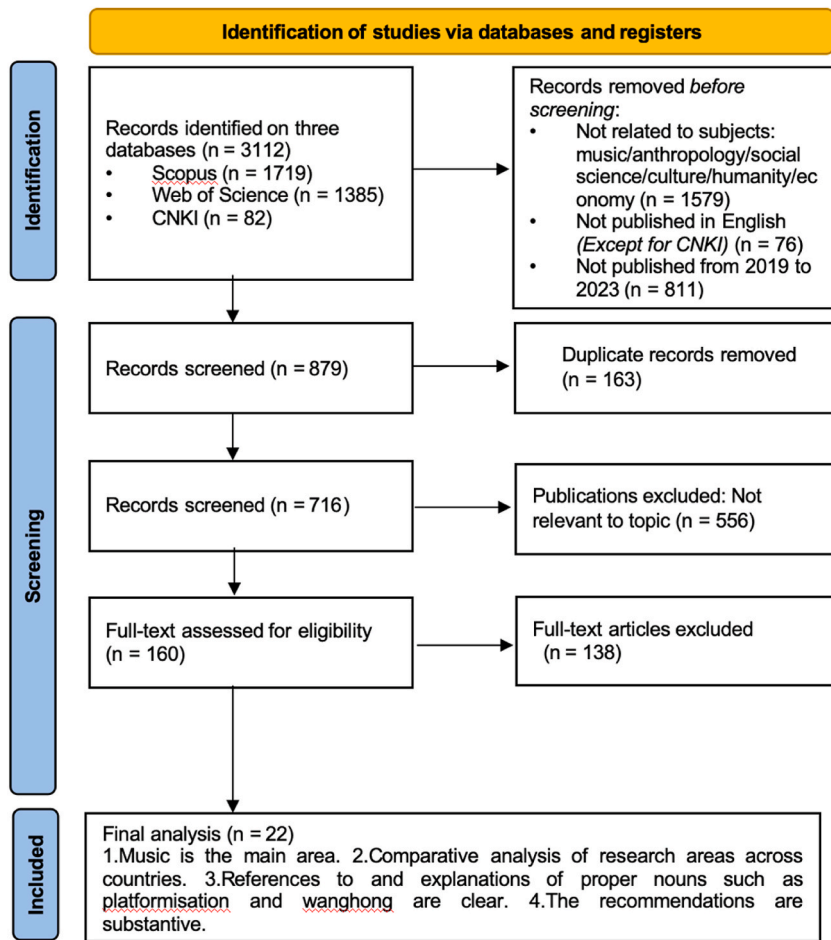 Identification of studies via databases and registers
Identification
Records identified on three
databases (n = 3112)
• Scopus (n = 1719)
• Web of Science (n = 1385)
• CNKI (n = 82)
Records removed before
screening:
• Not related to subjects:
music/anthropology/social
science/culture/humanity/ec
onomy (n = 1579)
• Not published in English
(Except for CNKI) (n = 76)
• Not published from 2019 to
2023 (n = 811)
Screening
Records screened (n = 879)
Duplicate records removed
(n = 163)
Records screened (n = 716)
Publications excluded: Not
relevant to topic (n = 556)
Full-text assessed for eligibility
(n = 160)
Full-text articles excluded
(n = 138)
Included
Final analysis (n = 22)
1.Music is the main area. 2.Comparative analysis of research areas across
countries. 3.References to and explanations of proper nouns such as
platformisation and wanghong are clear. 4.The recommendations are
substantive.